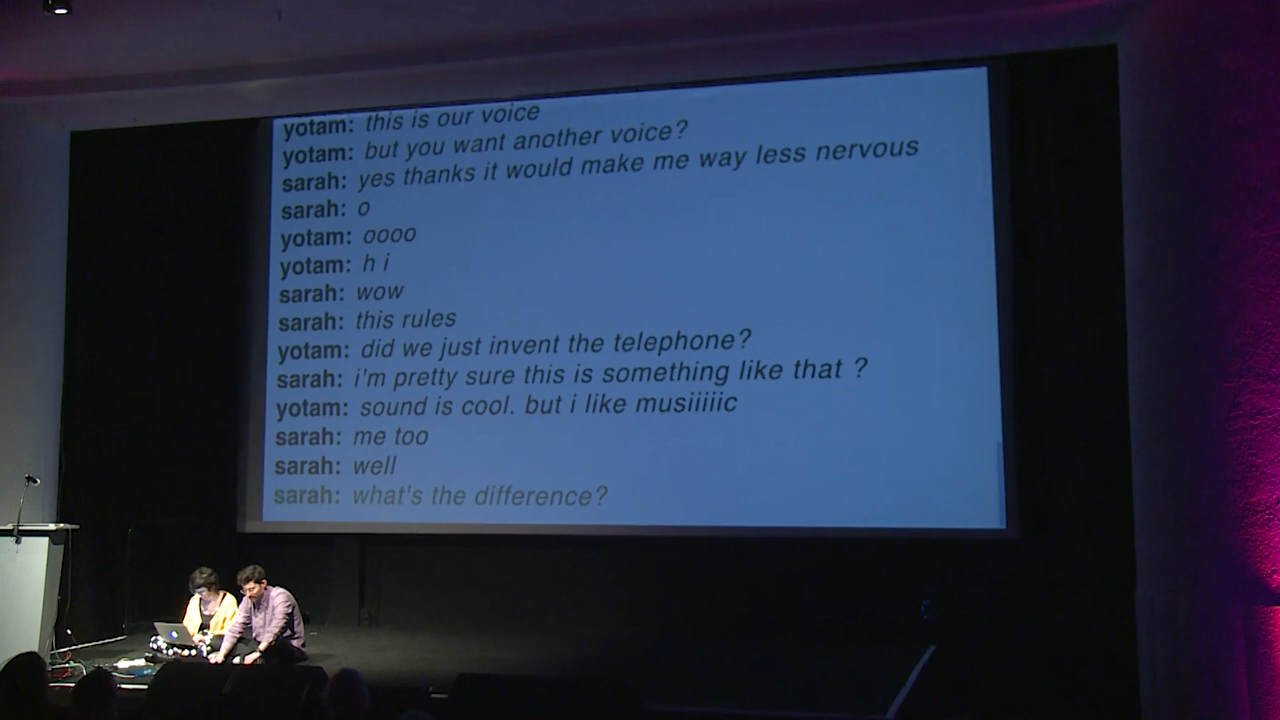 yotam: this is our voice
yotam: but you want another voice?
sarah: yes thanks it would make me way less nervous
sarah: o
yotam: oooo
yotam: h i
sarah: wow
sarah: this rules
yotam: did we just invent the telephone?
sarah: i'm pretty sure this is something like that ?
yotam: sound is cool. but i like musiiiiic
sarah: me too
sarah: well
sarah: what's the difference?